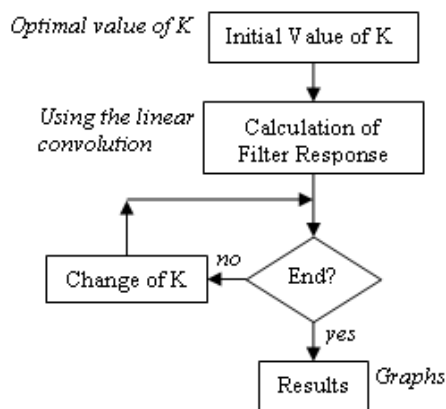 Optimal value of K
Initial Value of K
Using the linear
convolution
Calculation of
Filter Response
no
Change of K
End?
yes
Results
Graphs